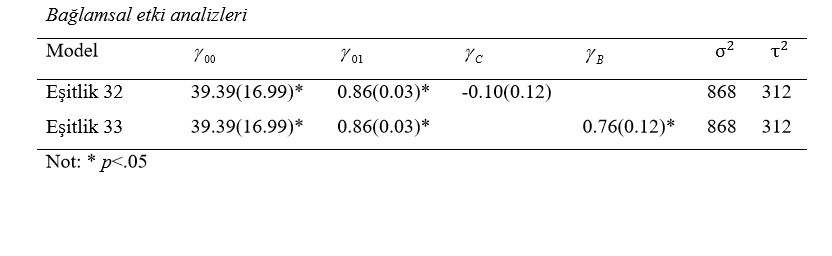 Bağlamsal etki analizleri
Model γ00 γ01 γC γB σ² τ²
Eşitlik 32 39.39(16.99)* 0.86(0.03)* -0.10(0.12) 868 312
Eşitlik 33 39.39(16.99)* 0.86(0.03)* 0.76(0.12)* 868 312
Not: * p<.05